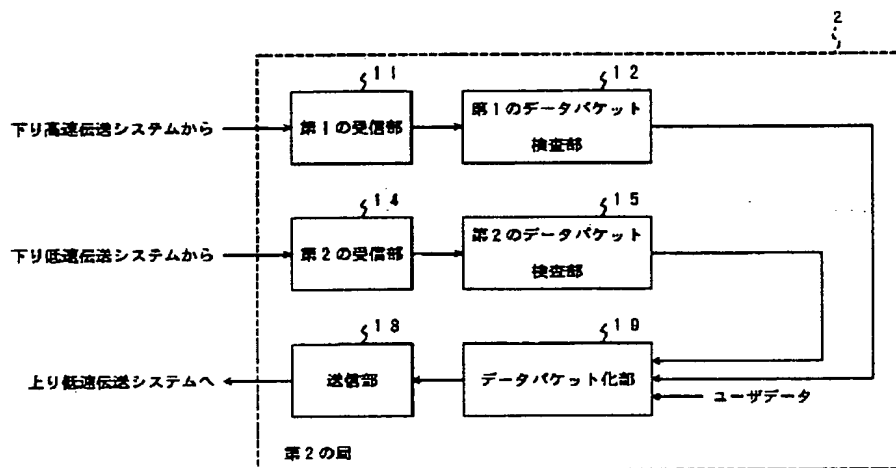 2
11
12
下り高速伝送システムから
第1の受信部
第1のデータパケット
検査部
14
15
下り低速伝送システムから
第2の受信部
第2のデータパケット
検査部
18
19
上り低速伝送システムへ
送信部
データパケット化部
ユーザデータ
第2の局